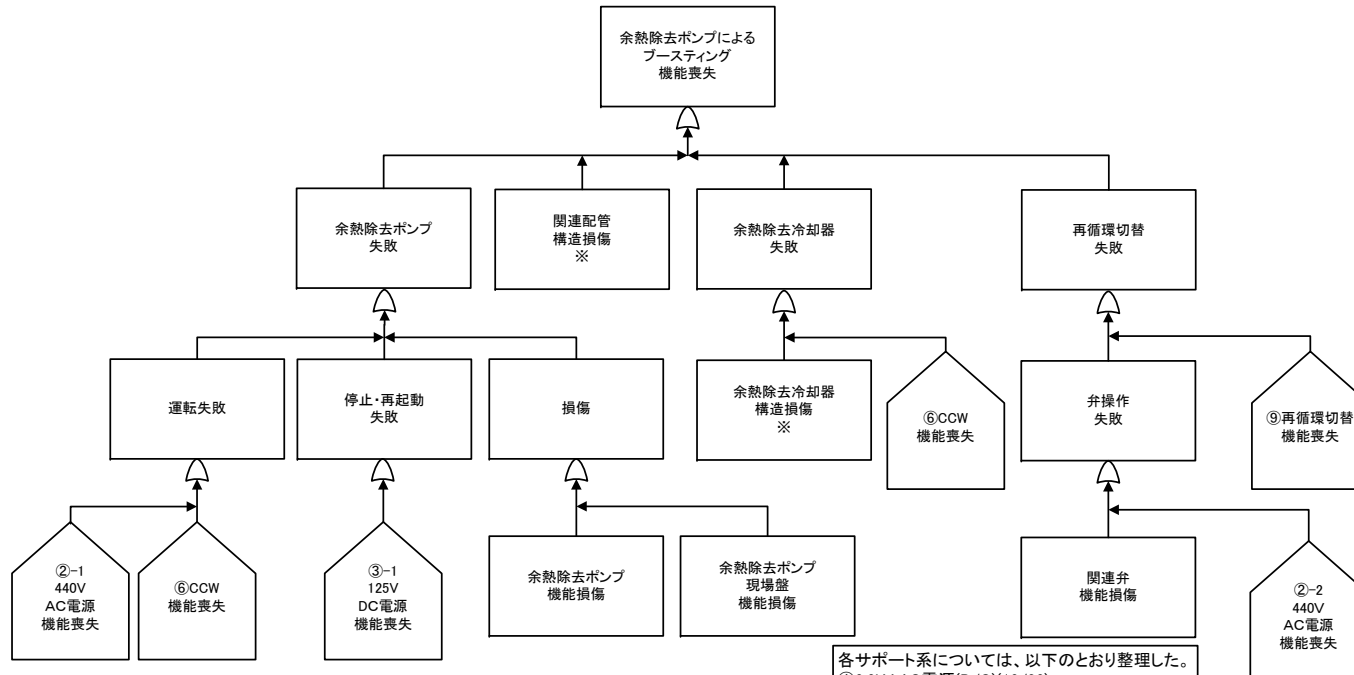 余熱除去ポンプによる
ブースティング
機能喪失
余熱除去ポンプ
失敗
関連配管
構造損傷
※
余熱除去冷却器
失敗
再循環切替
失敗
運転失敗
停止・再起動
失敗
損傷
余熱除去冷却器
構造損傷
※
⑥CCW
機能喪失
弁操作
失敗
⑨再循環切替
機能喪失
②-1
440V
AC電源
機能喪失
⑥CCW
機能喪失
③-1
125V
DC電源
機能喪失
余熱除去ポンプ
機能損傷
余熱除去ポンプ
現場盤
機能損傷
関連弁
機能損傷
②-2
440V
AC電源
機能喪失
各サポート系については、以下のとおり整理した。